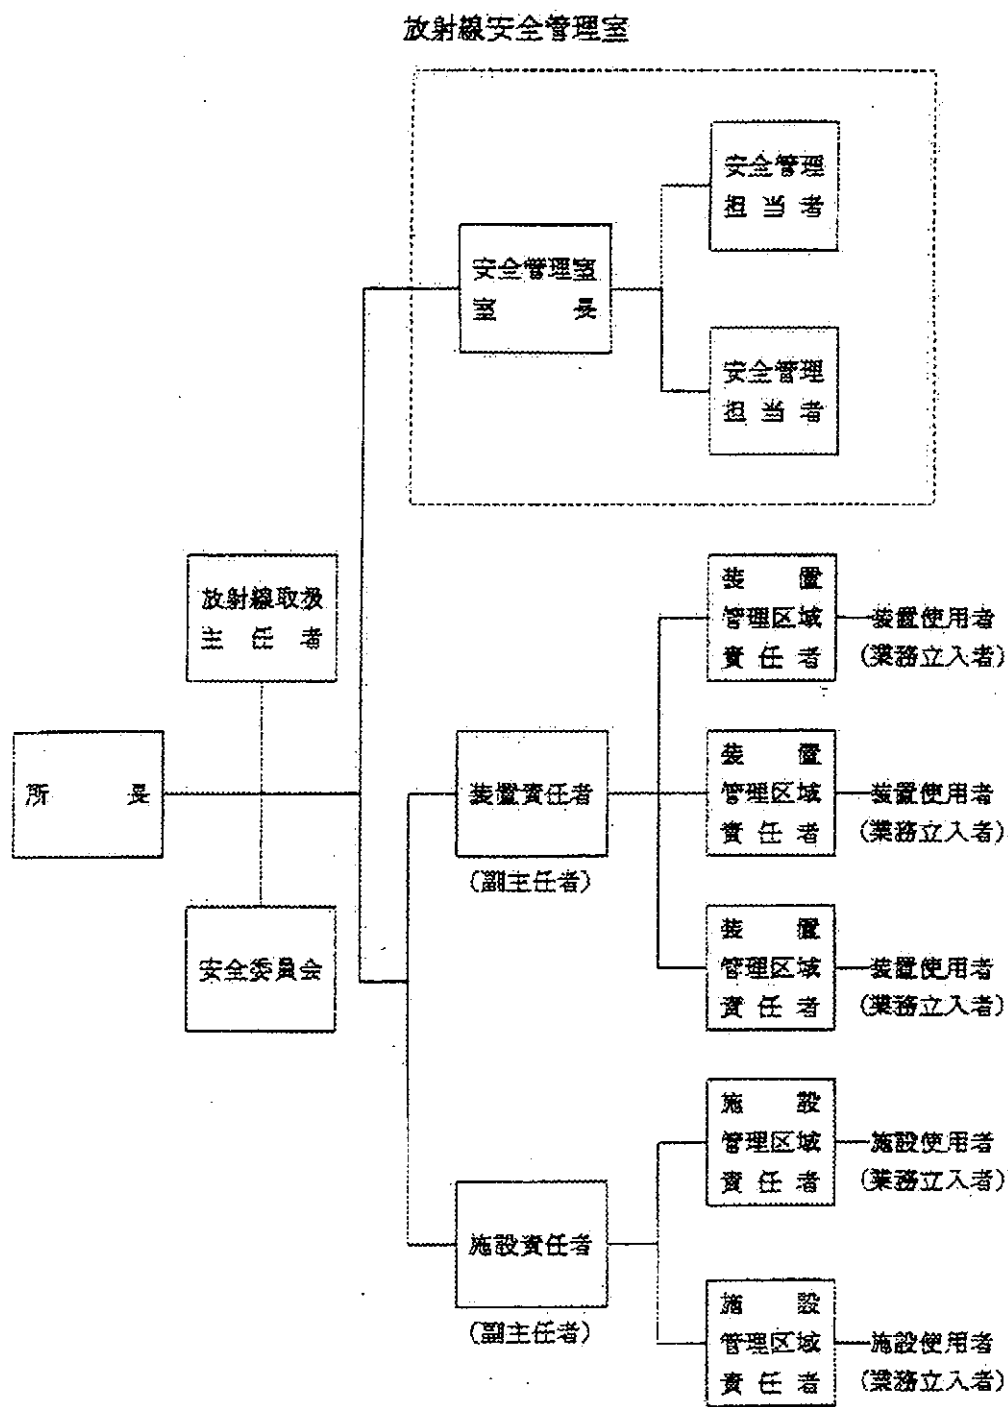 放射線安全管理室
安全管理
担当者
安全管理室
室長
安全管理
担当者
放射線取扱
主任者
所長
安全委員会
装置責任者
(副主任者)
装置
管理区域
責任者
装置使用者
(業務立入者)
装置
管理区域
責任者
装置使用者
(業務立入者)
装置
管理区域
責任者
装置使用者
(業務立入者)
施設責任者
(副主任者)
施設
管理区域
責任者
施設使用者
(業務立入者)
施設
管理区域
責任者
施設使用者
(業務立入者)